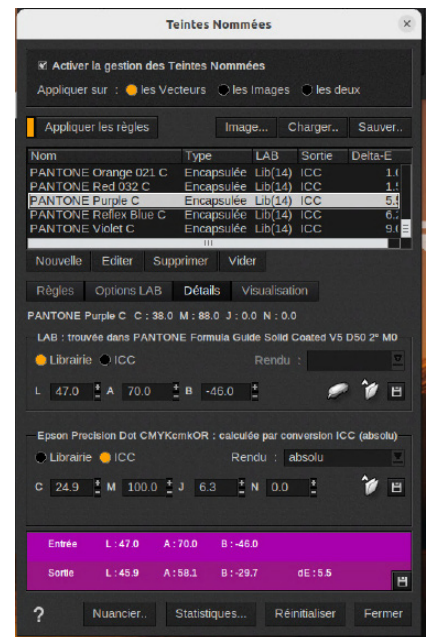 Teintes Nommées
Activer la gestion des Teintes Nommées
Appliquer sur : les Vecteurs les Images les deux
Appliquer les règles Image... Charger.. Sauver..
Nom Type LAB Sortie Delta-E
PANTONE Orange 021 C Encapsulée Lib(14) ICC
PANTONE Red 032 C Encapsulée Lib(14) ICC
PANTONE Purple C Encapsulée Lib(14) ICC 5.5
PANTONE Reflex Blue C Encapsulée Lib(14) ICC
PANTONE Violet C Encapsulée Lib(14) ICC
Nouvelle Editer Supprimer Vider
Règles Options LAB Détails Visualisation
PANTONE Purple C C : 38.0 M : 88.0 J : 0.0 N : 0.0
LAB : trouvée dans PANTONE Formula Guide Solid Coated V5 D50 2° M0
Librairie ICC Rendu :
L 47.0 A 70.0 B -46.0
Epson Precision Dot CMYKcmkOR : calculée par conversion ICC (absolu)
Librairie ICC Rendu : absolu
C 24.9 M 100.0 J 6.3 N 0.0
Entrée L:47.0 A:70.0 B:-46.0
Sortie L:45.9 A:58.1 B:-29.7 dE:5.5
? Nuancier.. Statistiques... Réinitialiser Fermer